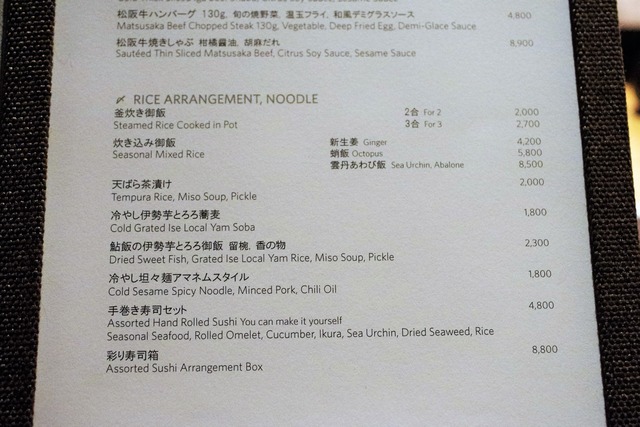 松阪牛ハンバーグ 130g, 旬の焼野菜, 温玉フライ, 和風デミグラスソース 4,800
Matsusaka Beef Chopped Steak 130g, Vegetable, Deep Fried Egg, Demi-Glace Sauce
松阪牛焼きしゃぶ 柑橘醤油, 胡麻だれ 8,900
Sautéed Thin Sliced Matsusaka Beef, Citrus Soy Sauce, Sesame Sauce
〆 RICE ARRANGEMENT, NOODLE
釜炊き御飯 2合 For 2 2,000
Steamed Rice Cooked in Pot 3合 For 3 2,700
炊き込み御飯 新生姜 Ginger 4,200
Seasonal Mixed Rice 蛸飯 Octopus 5,800
雲丹あわび飯 Sea Urchin, Abalone 8,500
天ばら茶漬け 2,000
Tempura Rice, Miso Soup, Pickle
冷やし伊勢芋とろろ蕎麦 1,800
Cold Grated Ise Local Yam Soba
鮎飯の伊勢芋とろろ御飯 留椀, 香の物 2,300
Dried Sweet Fish, Grated Ise Local Yam Rice, Miso Soup, Pickle
冷やし坦々麺アマネムスタイル 1,800
Cold Sesame Spicy Noodle, Minced Pork, Chili Oil
手巻き寿司セット 4,800
Assorted Hand Rolled Sushi You can make it yourself
Seasonal Seafood, Rolled Omelet, Cucumber, Ikura, Sea Urchin, Dried Seaweed, Rice
彩り寿司箱 8,800
Assorted Sushi Arrangement Box